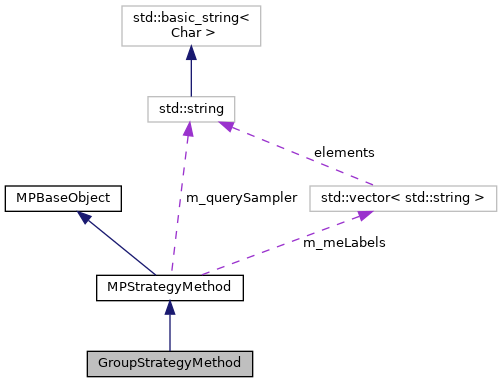 std::basic_string<
Char >
std::string
elements
MPBaseObject
m_querySampler
std::vector< std::string >
m_meLabels
MPStrategyMethod
GroupStrategyMethod